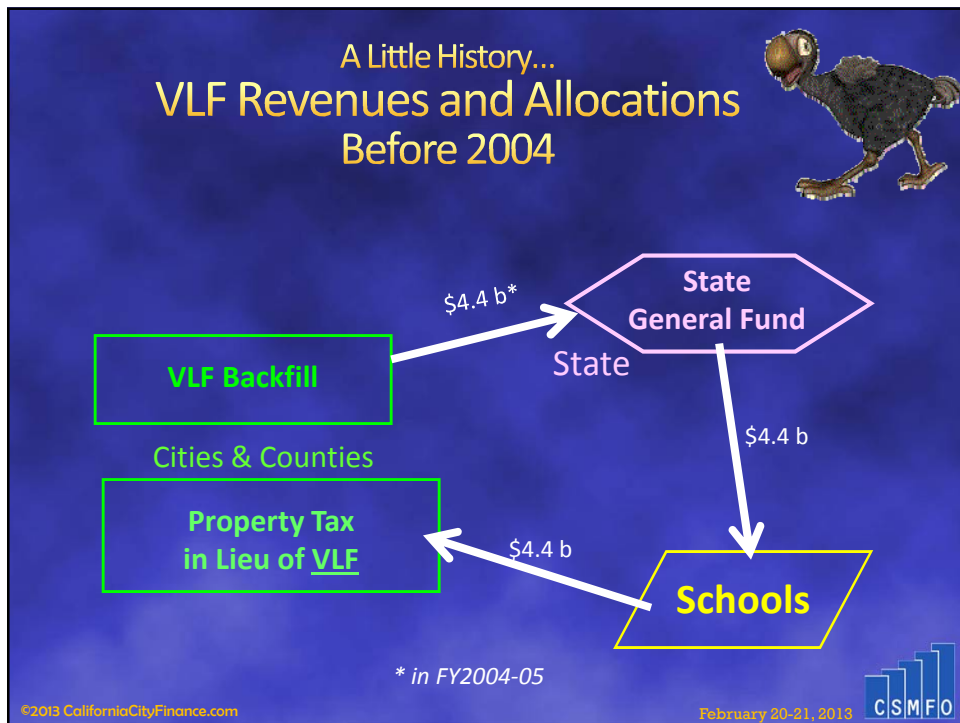 A Little History...
VLF Revenues and Allocations
Before 2004
$4.4 b*
State
General Fund
State
VLF Backfill
$4.4 b
Cities & Counties
Property Tax
in Lieu of VLF
$4.4 b
Schools
* in FY2004-05
©2013 CaliforniaCityFinance.com
February 20-21, 2013
CSMFO